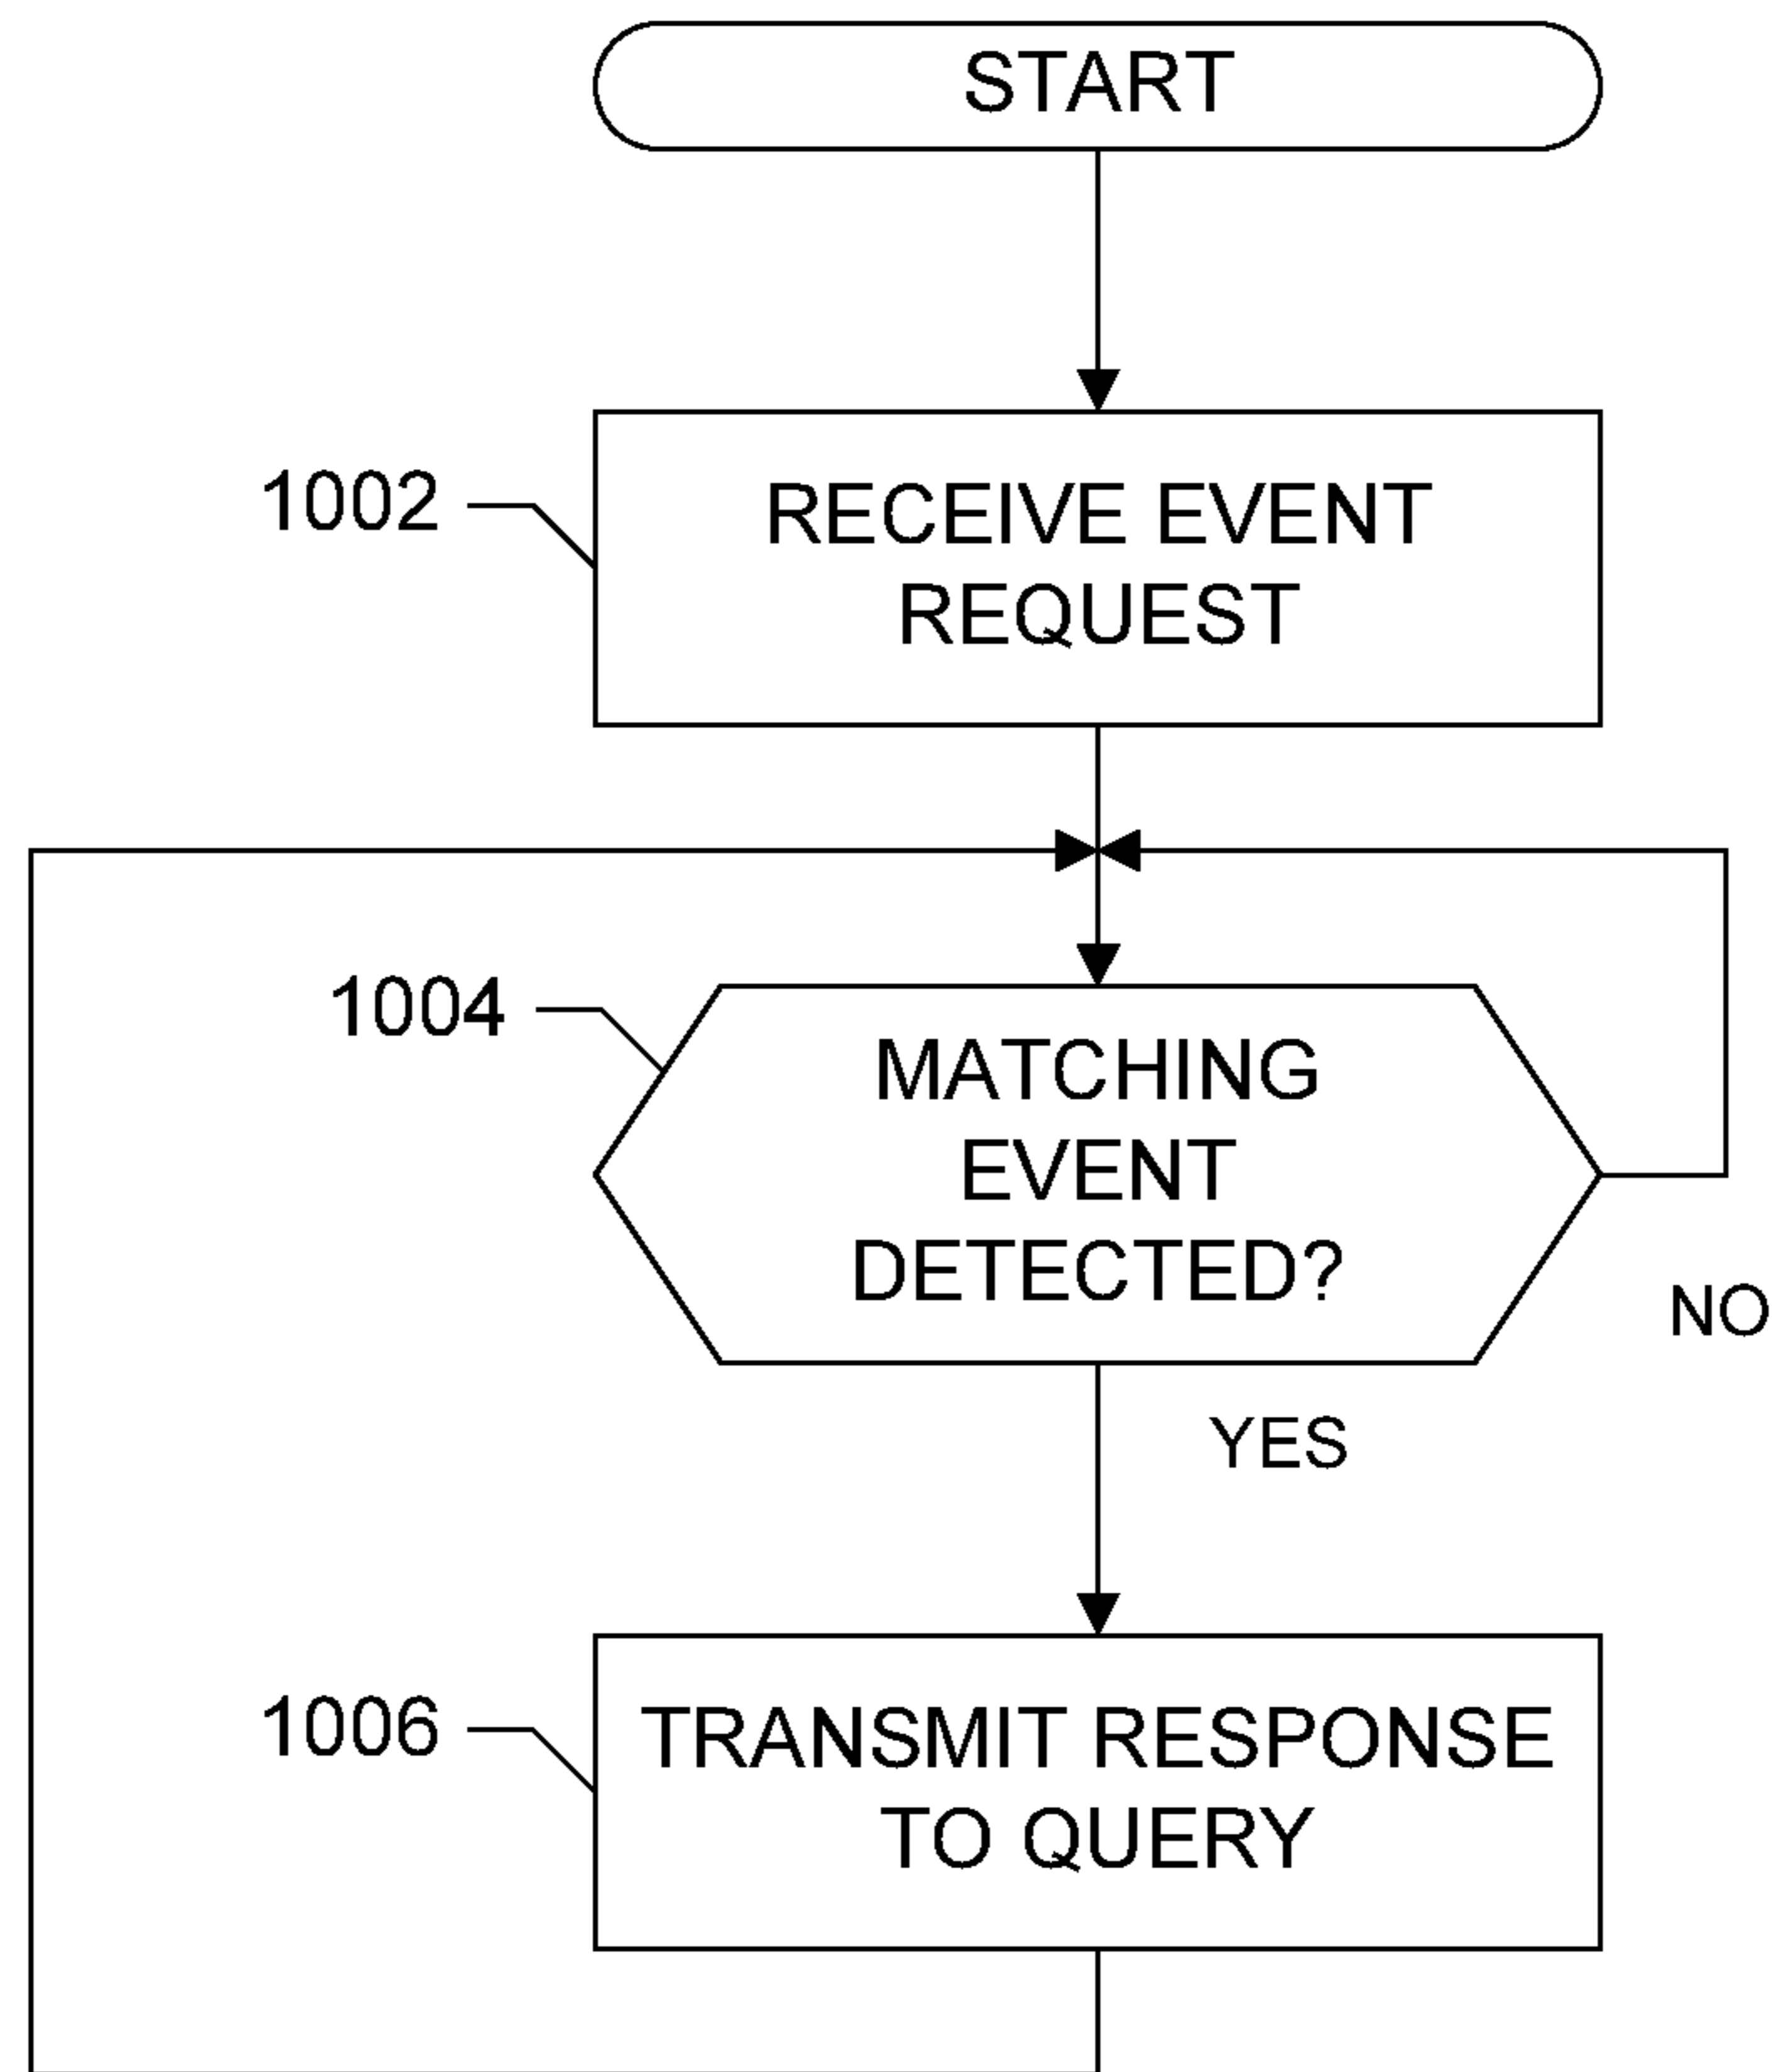 START
1002
RECEIVE EVENT
REQUEST
1004
MATCHING
EVENT
DETECTED?
NO
YES
1006
TRANSMIT RESPONSE
TO QUERY